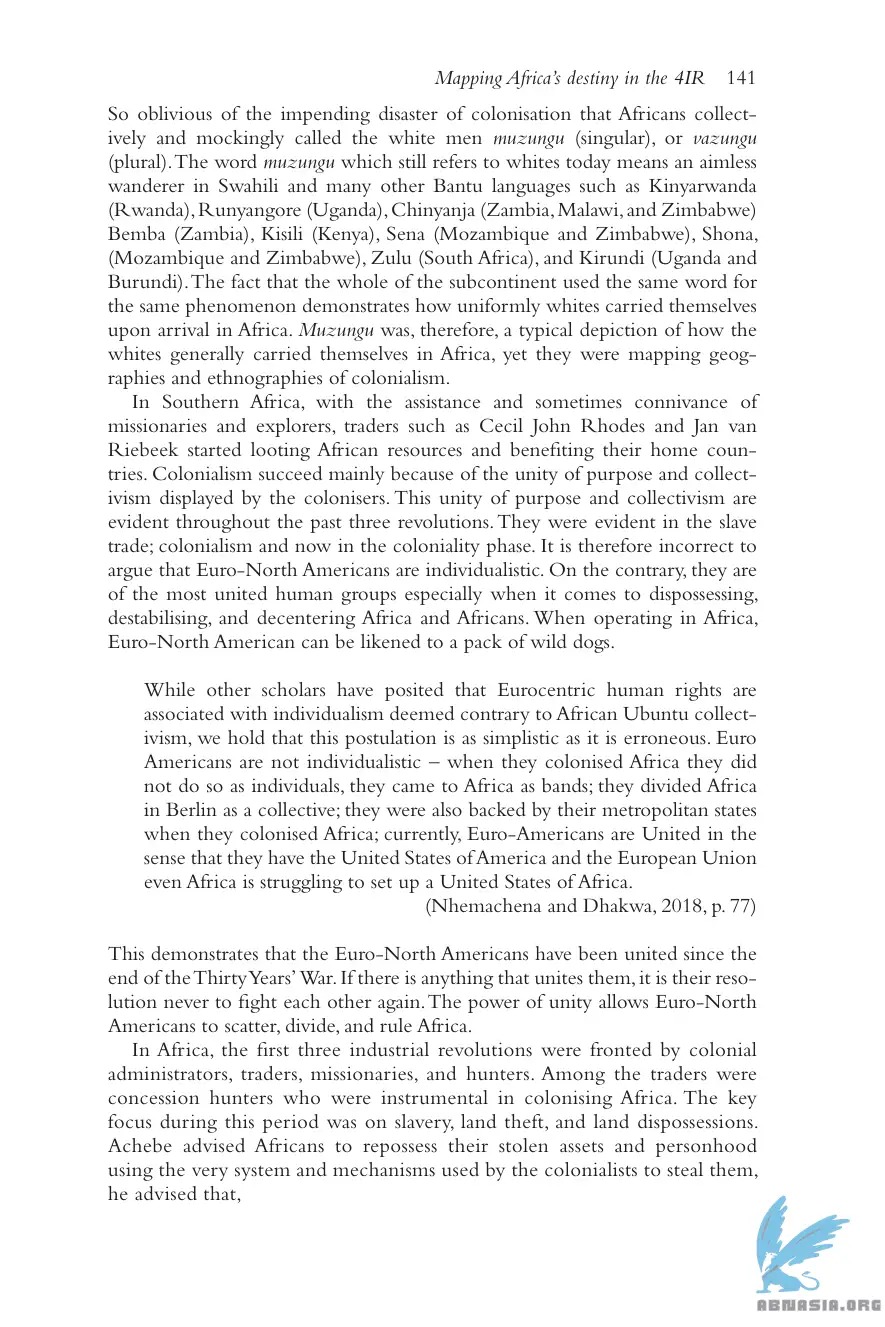 Mapping Africa's destiny in the 4IR 141
So oblivious of the impending disaster of colonisation that Africans collect-
ively and mockingly called the white men muzungu (singular), or vazungu
(plural). The word muzungu which still refers to whites today means an aimless
wanderer in Swahili and many other Bantu languages such as Kinyarwanda
(Rwanda), Runyangore (Uganda), Chinyanja (Zambia, Malawi, and Zimbabwe)
Bemba (Zambia), Kisili (Kenya), Sena (Mozambique and Zimbabwe), Shona,
(Mozambique and Zimbabwe), Zulu (South Africa), and Kirundi (Uganda and
Burundi). The fact that the whole of the subcontinent used the same word for
the same phenomenon demonstrates how uniformly whites carried themselves
upon arrival in Africa. Muzungu was, therefore, a typical depiction of how the
whites generally carried themselves in Africa, yet they were mapping geog-
raphies and ethnographies of colonialism.
In Southern Africa, with the assistance and sometimes connivance of
missionaries and explorers, traders such as Cecil John Rhodes and Jan van
Riebeek started looting African resources and benefiting their home coun-
tries. Colonialism succeed mainly because of the unity of purpose and collect-
ivism displayed by the colonisers. This unity of purpose and collectivism are
evident throughout the past three revolutions. They were evident in the slave
trade; colonialism and now in the coloniality phase. It is therefore incorrect to
argue that Euro-North Americans are individualistic. On the contrary, they are
of the most united human groups especially when it comes to dispossessing,
destabilising, and decentering Africa and Africans. When operating in Africa,
Euro-North American can be likened to a pack of wild dogs.
While other scholars have posited that Eurocentric human rights are
associated with individualism deemed contrary to African Ubuntu collect-
ivism, we hold that this postulation is as simplistic as it is erroneous. Euro
Americans are not individualistic – when they colonised Africa they did
not do so as individuals, they came to Africa as bands; they divided Africa
in Berlin as a collective; they were also backed by their metropolitan states
when they colonised Africa; currently, Euro-Americans are United in the
sense that they have the United States of America and the European Union
even Africa is struggling to set up a United States of Africa.
(Nhemachena and Dhakwa, 2018, p. 77)
This demonstrates that the Euro-North Americans have been united since the
end of the Thirty Years' War. If there is anything that unites them, it is their reso-
lution never to fight each other again. The power of unity allows Euro-North
Americans to scatter, divide, and rule Africa.
In Africa, the first three industrial revolutions were fronted by colonial
administrators, traders, missionaries, and hunters. Among the traders were
concession hunters who were instrumental in colonising Africa. The key
focus during this period was on slavery, land theft, and land dispossessions.
Achebe advised Africans to repossess their stolen assets and personhood
using the very system and mechanisms used by the colonialists to steal them,
he advised that,
ABNASIA.ORG